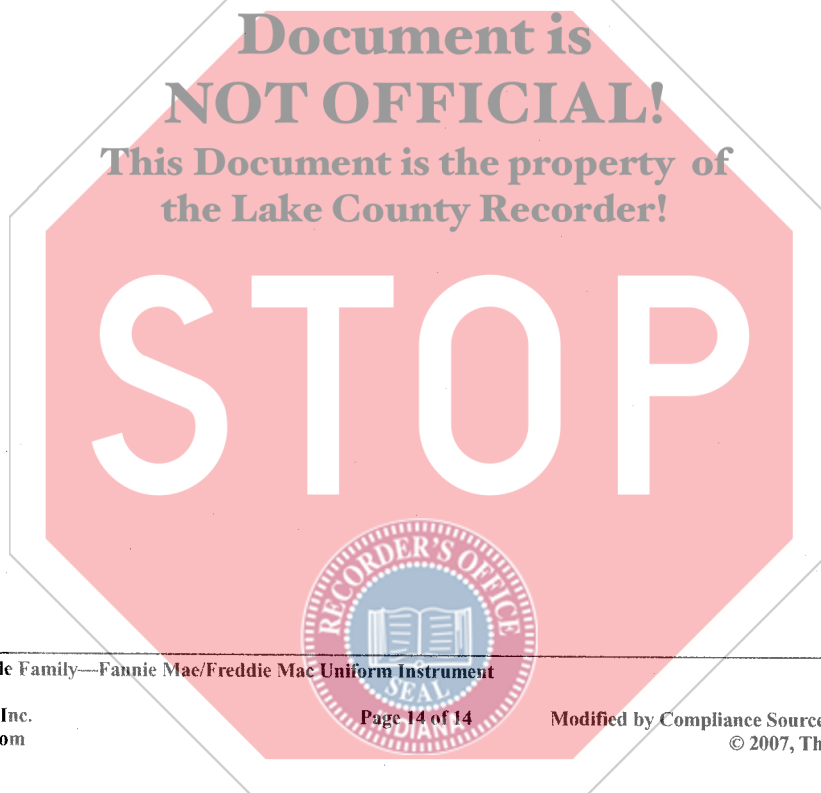 Document is
NOT OFFICIAL!
This Document is the property of
the Lake County Recorder!
STOP
RECORDER'S OFFICE
SEAL
INDIANA
Family—Fannie Mae/Freddie Mac Uniform Instrument
Inc. Page 14 of 14 Modified by Compliance Source
om © 2007, Th